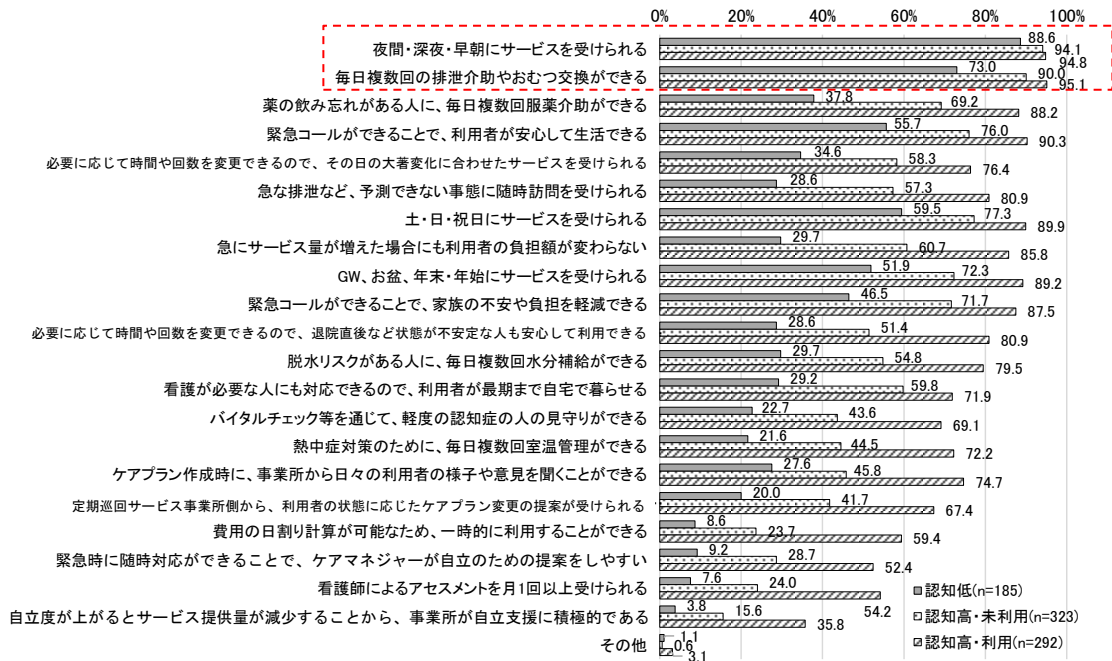 0% 20% 40% 60% 80% 100%
夜間・深夜・早朝にサービスを受けられる 88.6 94.1 94.8
毎日複数回の排泄介助やおむつ交換ができる 73.0 90.0 95.1
薬の飲み忘れがある人に、毎日複数回服薬介助ができる 37.8 69.2 88.2
緊急コールができることで、利用者が安心して生活できる 55.7 76.0 90.3
必要に応じて時間や回数を変更できるので、その日の大著変化に合わせたサービスを受けられる 34.6 58.3 76.4
急な排泄など、予測できない事態に随時訪問を受けられる 28.6 57.3 80.9
土・日・祝日にサービスを受けられる 59.5 77.3 89.9
急にサービス量が増えた場合にも利用者の負担額が変わらない 29.7 60.7 85.8
GW、お盆、年末・年始にサービスを受けられる 51.9 72.3 89.2
緊急コールができることで、家族の不安や負担を軽減できる 46.5 71.7 87.5
必要に応じて時間や回数を変更できるので、退院直後など状態が不安定な人も安心して利用できる 28.6 51.4 80.9
脱水リスクがある人に、毎日複数回水分補給ができる 29.7 54.8 79.5
看護が必要な人にも対応できるので、利用者が最期まで自宅で暮らせる 29.2 59.8 71.9
バイタルチェック等を通じて、軽度の認知症の人の見守りができる 22.7 43.6 69.1
熱中症対策のために、毎日複数回室温管理ができる 21.6 44.5 72.2
ケアプラン作成時に、事業所から日々の利用者の様子や意見を聞くことができる 27.6 45.8 74.7
定期巡回サービス事業所側から、利用者の状態に応じたケアプラン変更の提案が受けられる 20.0 41.7 67.4
費用の日割り計算が可能なため、一時的に利用することができる 8.6 23.7 59.4
緊急時に随時対応ができることで、ケアマネジャーが自立のための提案をしやすい 9.2 28.7 52.4
看護師によるアセスメントを月1回以上受けられる 7.6 24.0 54.2
自立度が上がるとサービス提供量が減少することから、事業所が自立支援に積極的である 3.8 15.6 35.8
その他 1.1 0.6 3.1
認知低(n=185)
認知高・未利用(n=323)
認知高・利用(n=292)